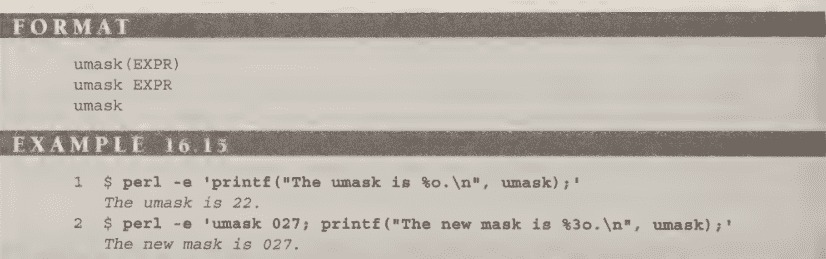 FORMAT
umask(EXPR)
umask EXPR
umask
EXAMPLE 16.15
1 $ perl -e 'printf("The umask is %o.\n", umask);'
The umask is 22.
2 $ perl -e 'umask 027; printf("The new mask is %3o.\n", umask);'
The new mask is 027.